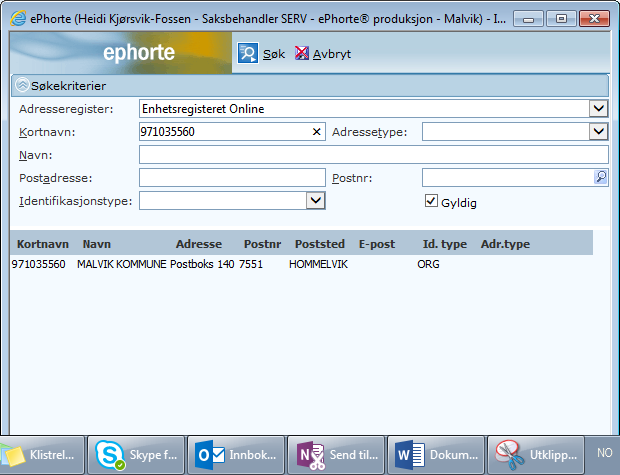 ePhorte (Heidi Kjørsvik-Fossen - Saksbehandler SERV - ePhorte® produksjon - Malvik) - I...
ephorte Søk Avbryt
Søkekriterier
Adresseregister: Enhetsregisteret Online
Kortnavn: 971035560 Adressetype:
Navn:
Postadresse: Postnr:
Identifikasjonstype: Gyldig
Kortnavn Navn Adresse Postnr Poststed E-post Id. type Adr.type
971035560 MALVIK KOMMUNE Postboks 140 7551 HOMMELVIK ORG
Klistrel... Skype f... Innbok... Send til... Dokum... Utklipp... NO